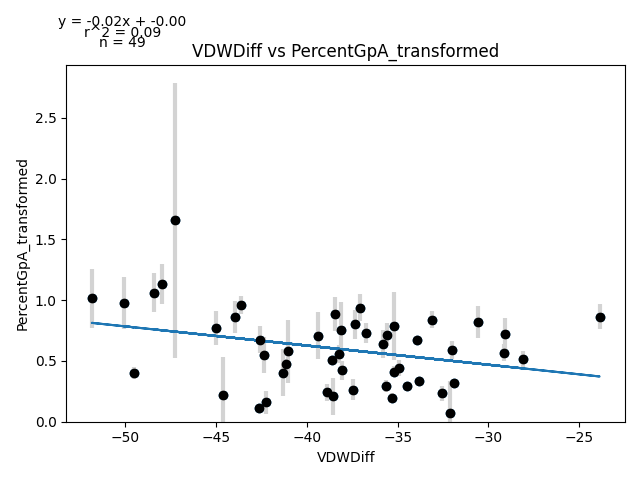 y = -0.02x + -0.00
r^2 = 0.09
n = 49
VDWDiff vs PercentGpA_transformed
PercentGpA_transformed
2.5
2.0
1.5
1.0
0.5
0.0
−50
−45
−40
−35
−30
−25
VDWDiff